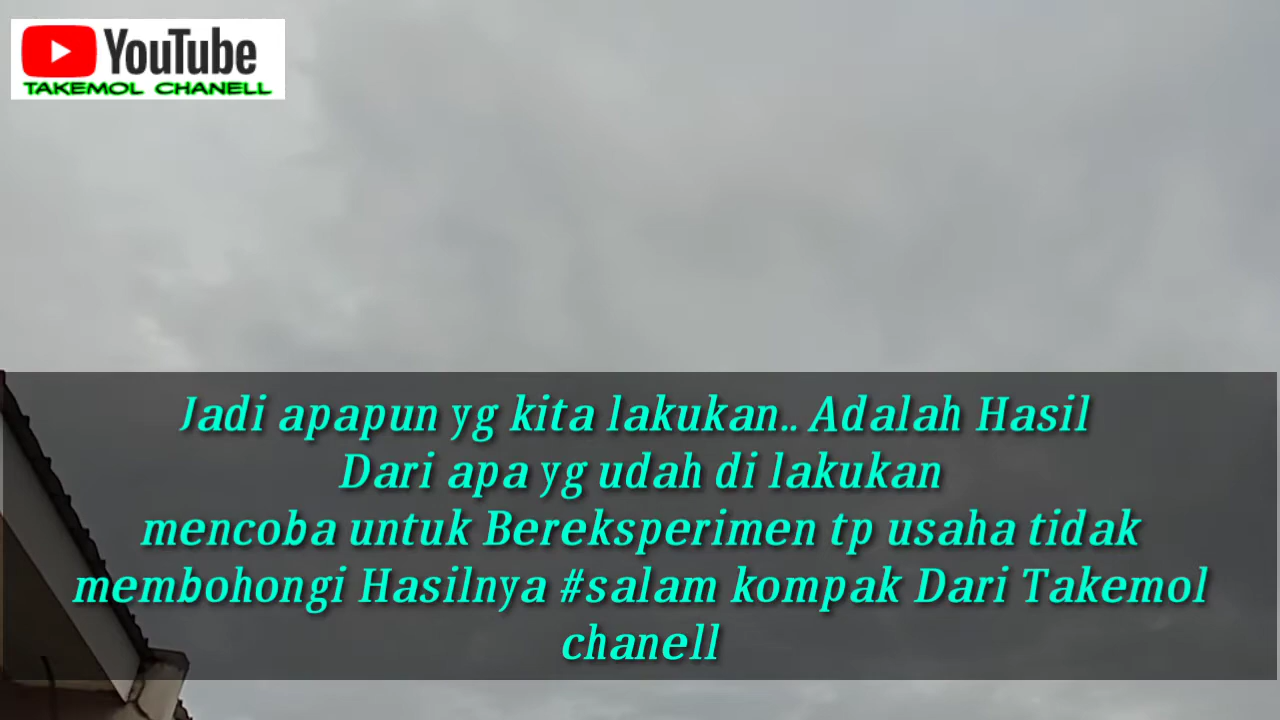 YouTube
TAKEMOL CHANELL
Jadi apapun yg kita lakukan.. Adalah Hasil
Dari apa yg udah di lakukan
mencoba untuk Bereksperimen tp usaha tidak
membohongi Hasilnya #salam kompak Dari Takemol
chanell